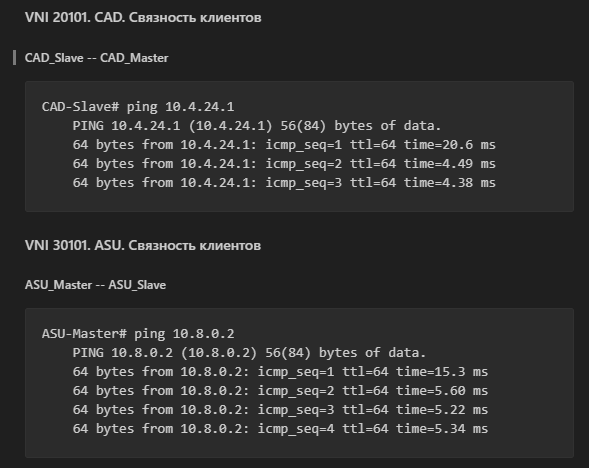 VNI 20101. CAD. Связность клиентов
CAD_Slave -- CAD_Master
CAD-Slave# ping 10.4.24.1
PING 10.4.24.1 (10.4.24.1) 56(84) bytes of data.
64 bytes from 10.4.24.1: icmp_seq=1 ttl=64 time=20.6 ms
64 bytes from 10.4.24.1: icmp_seq=2 ttl=64 time=4.49 ms
64 bytes from 10.4.24.1: icmp_seq=3 ttl=64 time=4.38 ms
VNI 30101. ASU. Связность клиентов
ASU_Master -- ASU_Slave
ASU-Master# ping 10.8.0.2
PING 10.8.0.2 (10.8.0.2) 56(84) bytes of data.
64 bytes from 10.8.0.2: icmp_seq=1 ttl=64 time=15.3 ms
64 bytes from 10.8.0.2: icmp_seq=2 ttl=64 time=5.60 ms
64 bytes from 10.8.0.2: icmp_seq=3 ttl=64 time=5.22 ms
64 bytes from 10.8.0.2: icmp_seq=4 ttl=64 time=5.34 ms